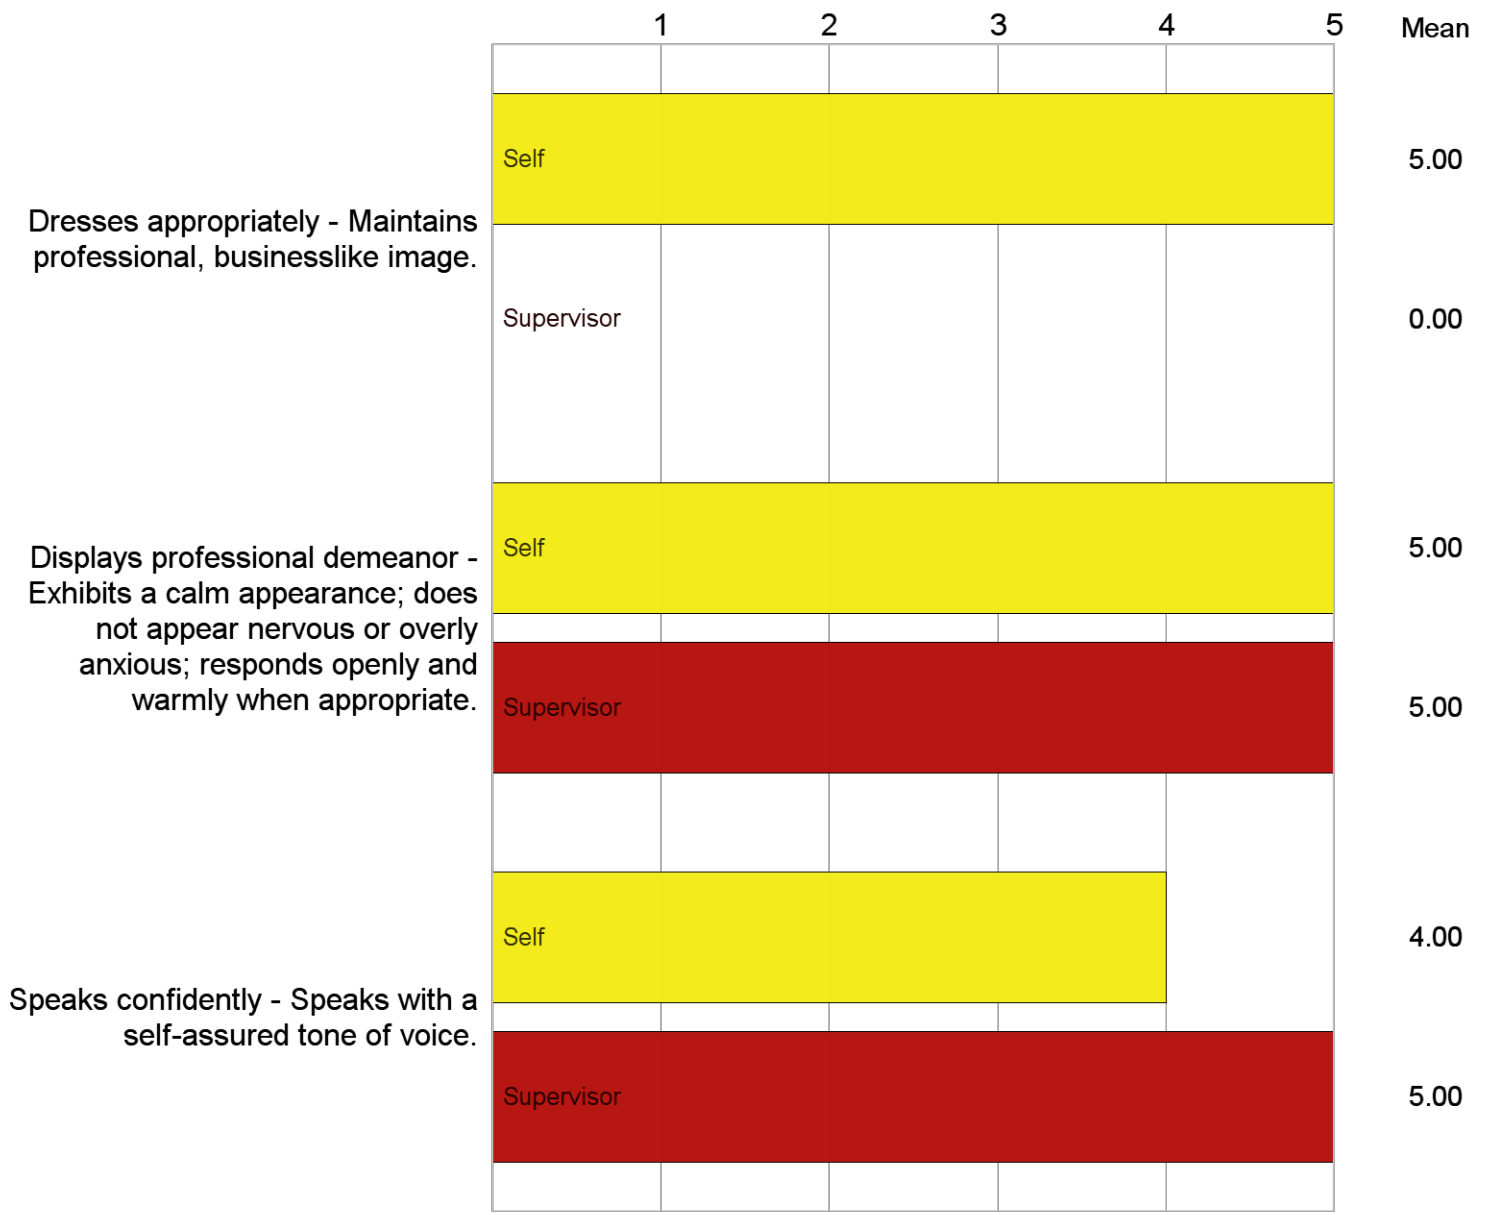 1 2 3 4 5 Mean
Self 5.00
Dresses appropriately - Maintains
professional, businesslike image.
Supervisor 0.00
Self 5.00
Displays professional demeanor -
Exhibits a calm appearance; does
not appear nervous or overly
anxious; responds openly and
warmly when appropriate.
Supervisor 5.00
Self 4.00
Speaks confidently - Speaks with a
self-assured tone of voice.
Supervisor 5.00